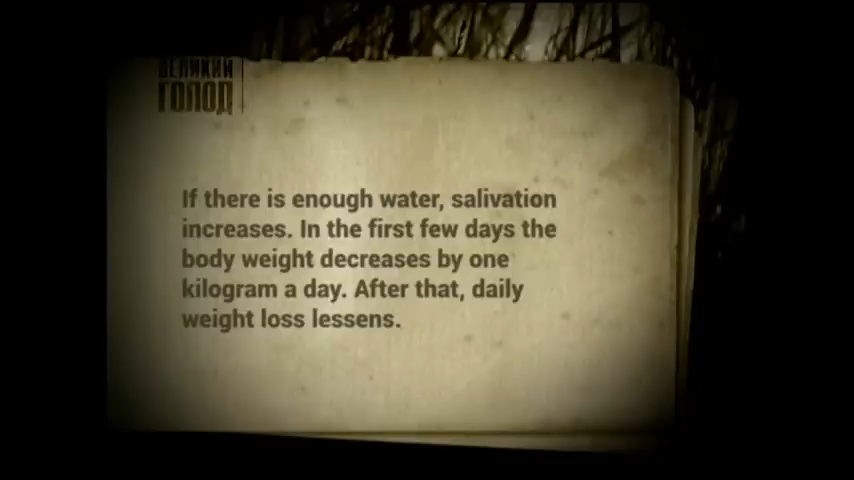 ВЕЛИКИЙ
ГОЛОД
If there is enough water, salivation
increases. In the first few days the
body weight decreases by one
kilogram a day. After that, daily
weight loss lessens.